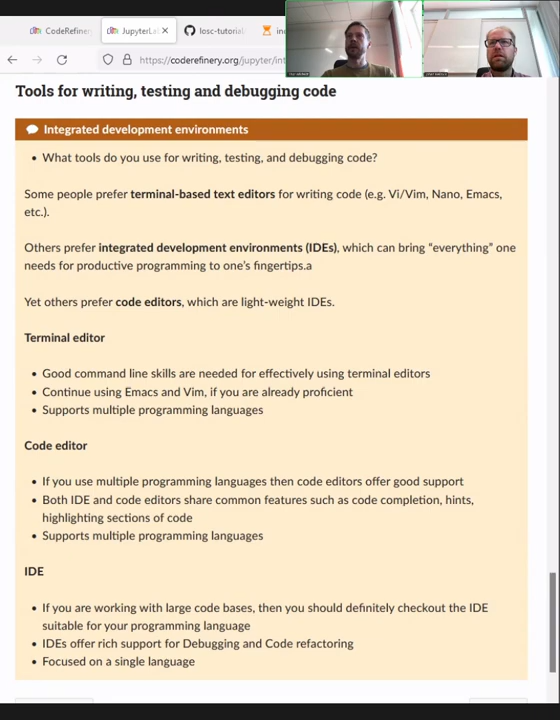 CodeRefiner
JupyterLa
losc-tutorial
in
https://coderefinery.org/jupyter/int
Tools for writing, testing and debugging code
Integrated development environments
• What tools do you use for writing, testing, and debugging code?
Some people prefer terminal-based text editors for writing code (e.g. Vi/Vim, Nano, Emacs,
etc.).
Others prefer integrated development environments (IDEs), which can bring “everything” one
needs for productive programming to one’s fingertips.a
Yet others prefer code editors, which are light-weight IDEs.
Terminal editor
• Good command line skills are needed for effectively using terminal editors
• Continue using Emacs and Vim, if you are already proficient
• Supports multiple programming languages
Code editor
• If you use multiple programming languages then code editors offer good support
• Both IDE and code editors share common features such as code completion, hints,
highlighting sections of code
• Supports multiple programming languages
IDE
• If you are working with large code bases, then you should definitely checkout the IDE
suitable for your programming language
• IDEs offer rich support for Debugging and Code refactoring
• Focused on a single language